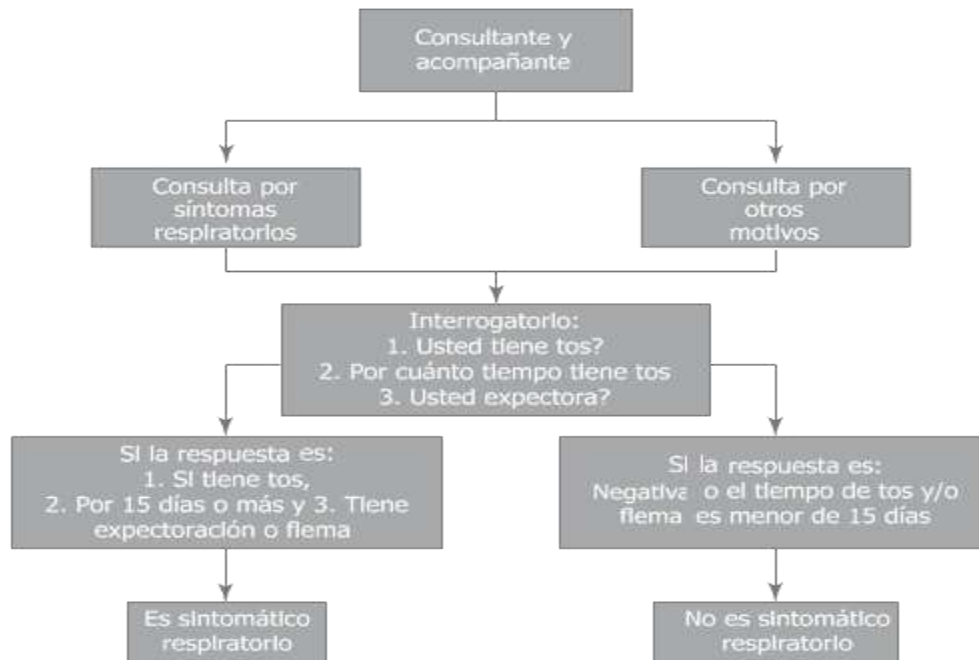 Consultante y
acompañante
Consulta por
síntomas
respiratorios
Consulta por
otros
motivos
Interrogatorio:
1. Usted tiene tos?
2. Por cuánto tiempo tiene tos
3. Usted expectora?
Si la respuesta es:
1. Si tiene tos,
2. Por 15 días o más y 3. Tiene
expectoración o flema
Si la respuesta es:
Negativa o el tiempo de tos y/o
flema es menor de 15 días
Es sintomático
respiratorio
No es sintomático
respiratorio